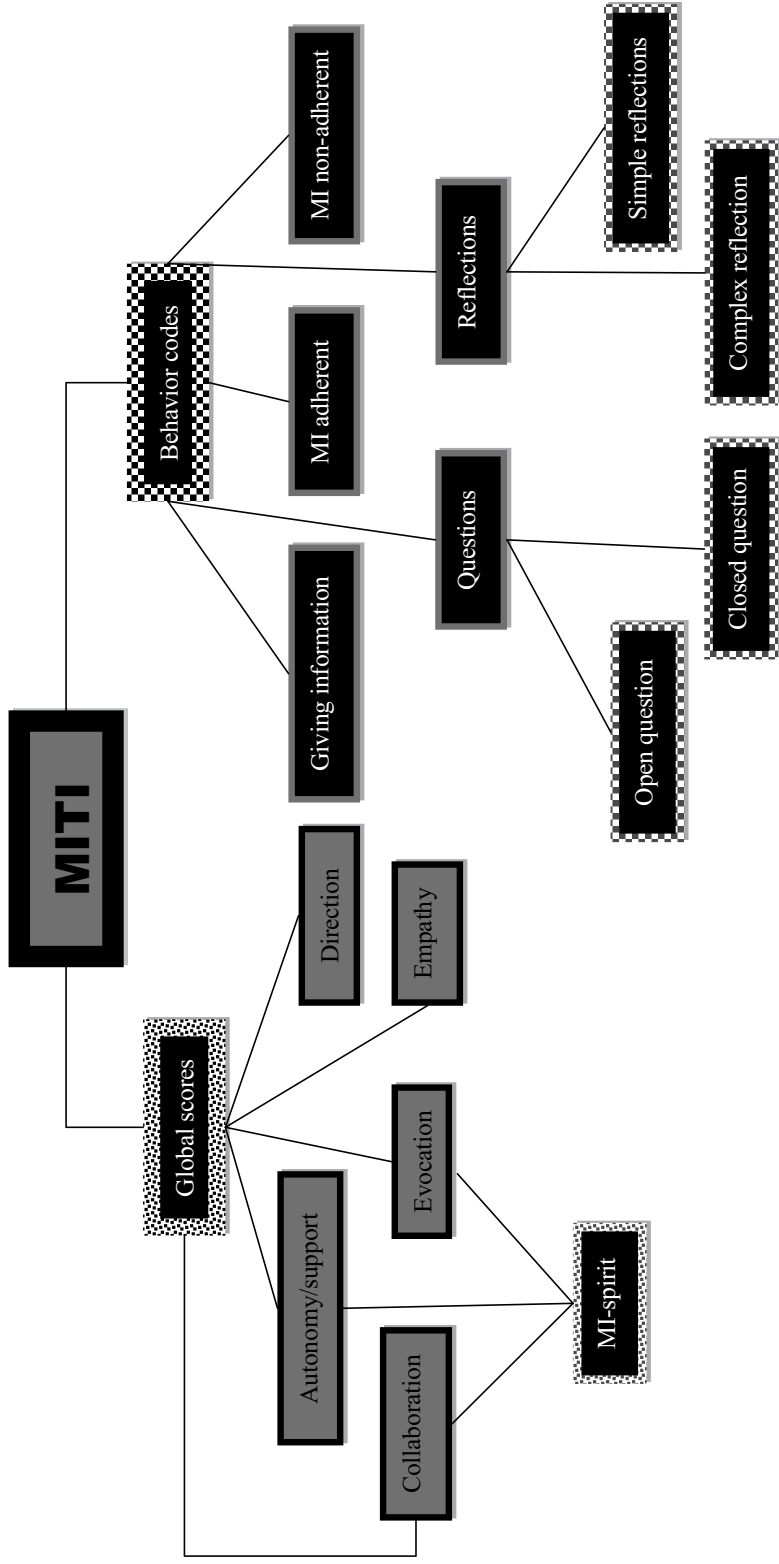 MITI
Global scores
Behavior codes
Autonomy/support
Direction
Giving information
MI adherent
MI non-adherent
Collaboration
Evocation
Empathy
Questions
Reflections
MI-spirit
Open question
Simple reflections
Closed question
Complex reflection